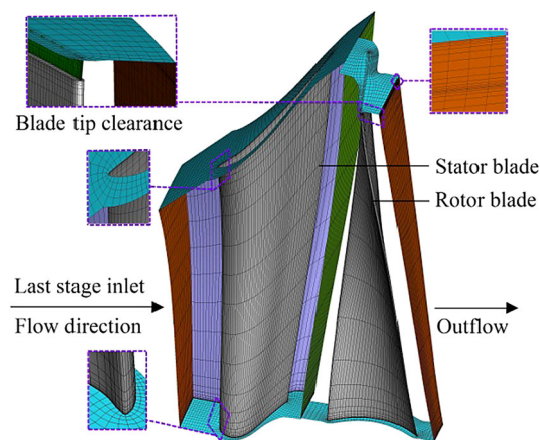 Blade tip clearance
Stator blade
Rotor blade
Last stage inlet
Flow direction
Outflow